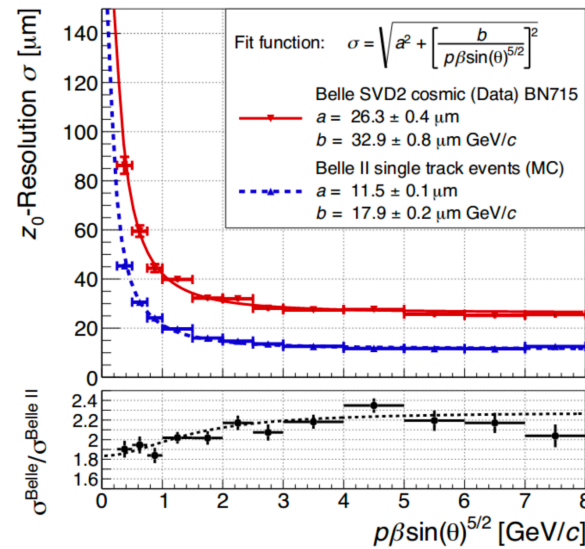 z₀-Resolution σ [μm]
140
120
100
80
60
40
20
0
Fit function: σ = √a² + [b / pβsin(θ)^5/2]²
Belle SVD2 cosmic (Data) BN715
a = 26.3 ± 0.4 μm
b = 32.9 ± 0.8 μm GeV/c
Belle II single track events (MC)
a = 11.5 ± 0.1 μm
b = 17.9 ± 0.2 μm GeV/c
σ^Belle/σ^Belle II
2.4
2.2
2
1.8
1.6
0 1 2 3 4 5 6 7 8
pβsin(θ)^5/2 [GeV/c]